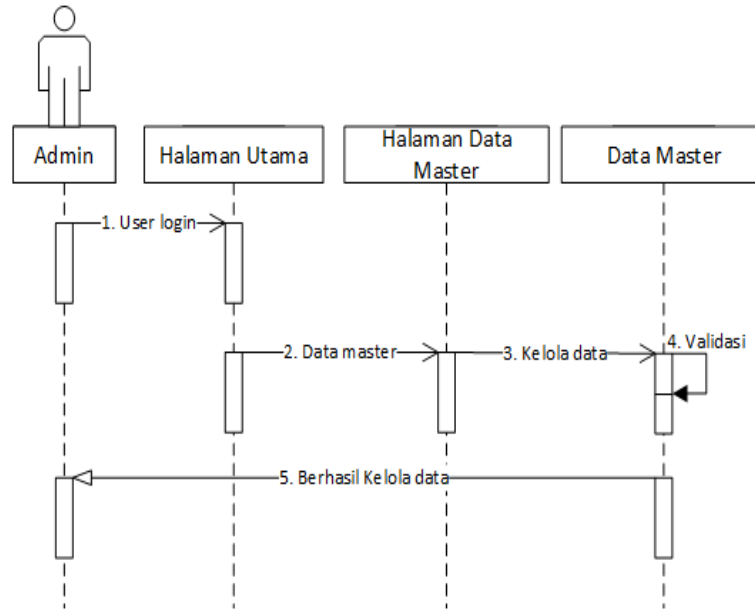 Admin
Halaman Utama
Halaman Data
Master
Data Master
1. User login
2. Data master
3. Kelola data
4. Validasi
5. Berhasil Kelola data